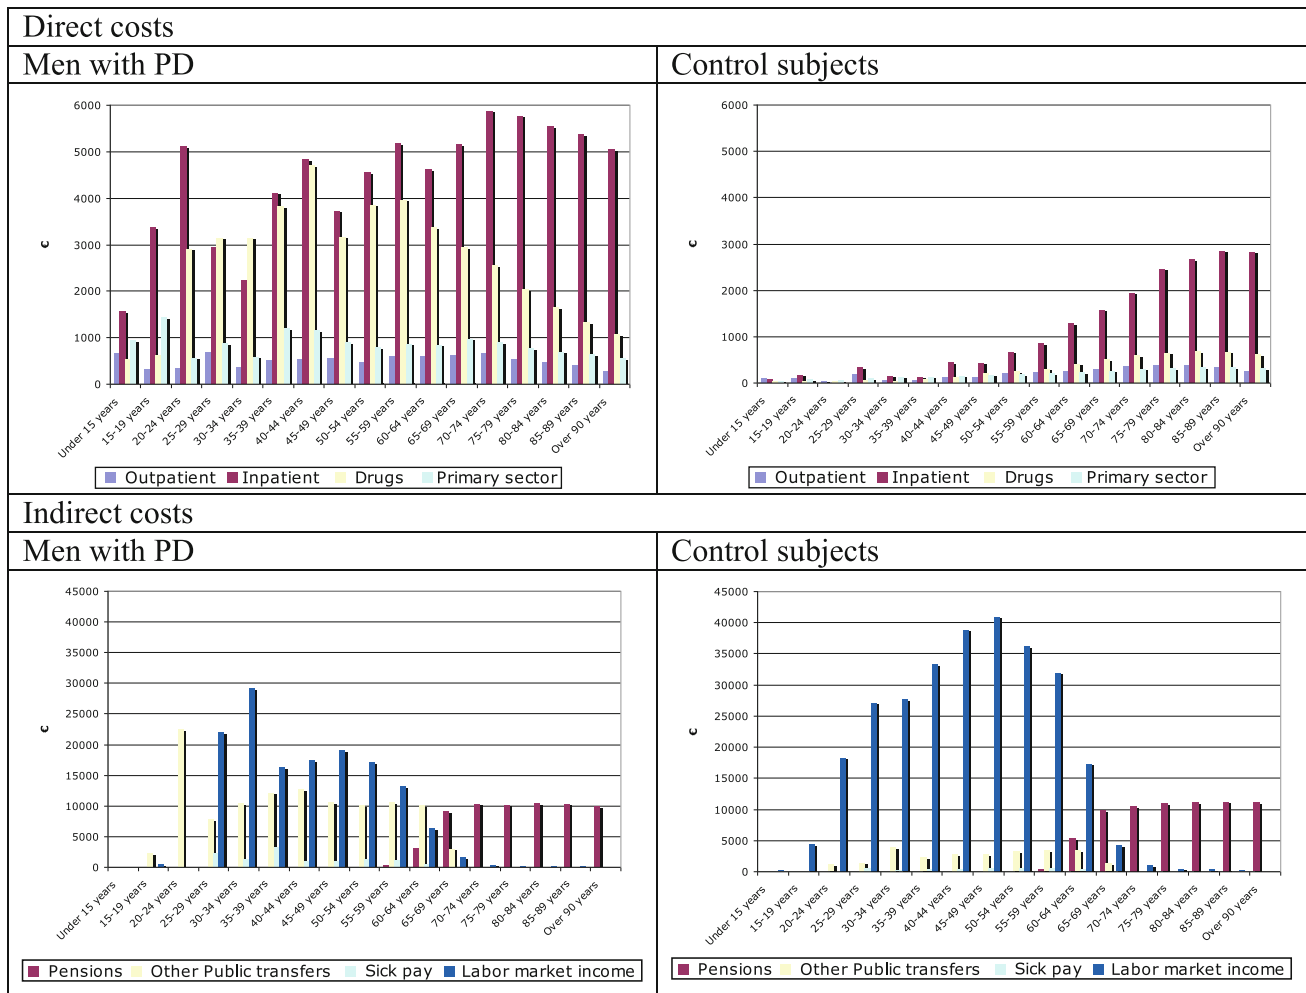 Direct costs
Men with PD
Control subjects
6000
5000
4000
3000
2000
1000
0
€
Under 15 years
15-19 years
20-24 years
25-29 years
30-34 years
35-39 years
40-44 years
45-49 years
50-54 years
55-59 years
60-64 years
65-69 years
70-74 years
75-79 years
80-84 years
85-89 years
Over 90 years
Outpatient Inpatient Drugs Primary sector
6000
5000
4000
3000
2000
1000
0
€
Under 15 years
15-19 years
20-24 years
25-29 years
30-34 years
35-39 years
40-44 years
45-49 years
50-54 years
55-59 years
60-64 years
65-69 years
70-74 years
75-79 years
80-84 years
85-89 years
Over 90 years
Outpatient Inpatient Drugs Primary sector
Indirect costs
Men with PD
Control subjects
45000
40000
35000
30000
25000
20000
15000
10000
5000
0
€
Under 15 years
15-19 years
20-24 years
25-29 years
30-34 years
35-39 years
40-44 years
45-49 years
50-54 years
55-59 years
60-64 years
65-69 years
70-74 years
75-79 years
80-84 years
85-89 years
Over 90 years
Pensions Other Public transfers Sick pay Labor market income
45000
40000
35000
30000
25000
20000
15000
10000
5000
0
€
Under 15 years
15-19 years
20-24 years
25-29 years
30-34 years
35-39 years
40-44 years
45-49 years
50-54 years
55-59 years
60-64 years
65-69 years
70-74 years
75-79 years
80-84 years
85-89 years
Over 90 years
Pensions Other Public transfers Sick pay Labor market income